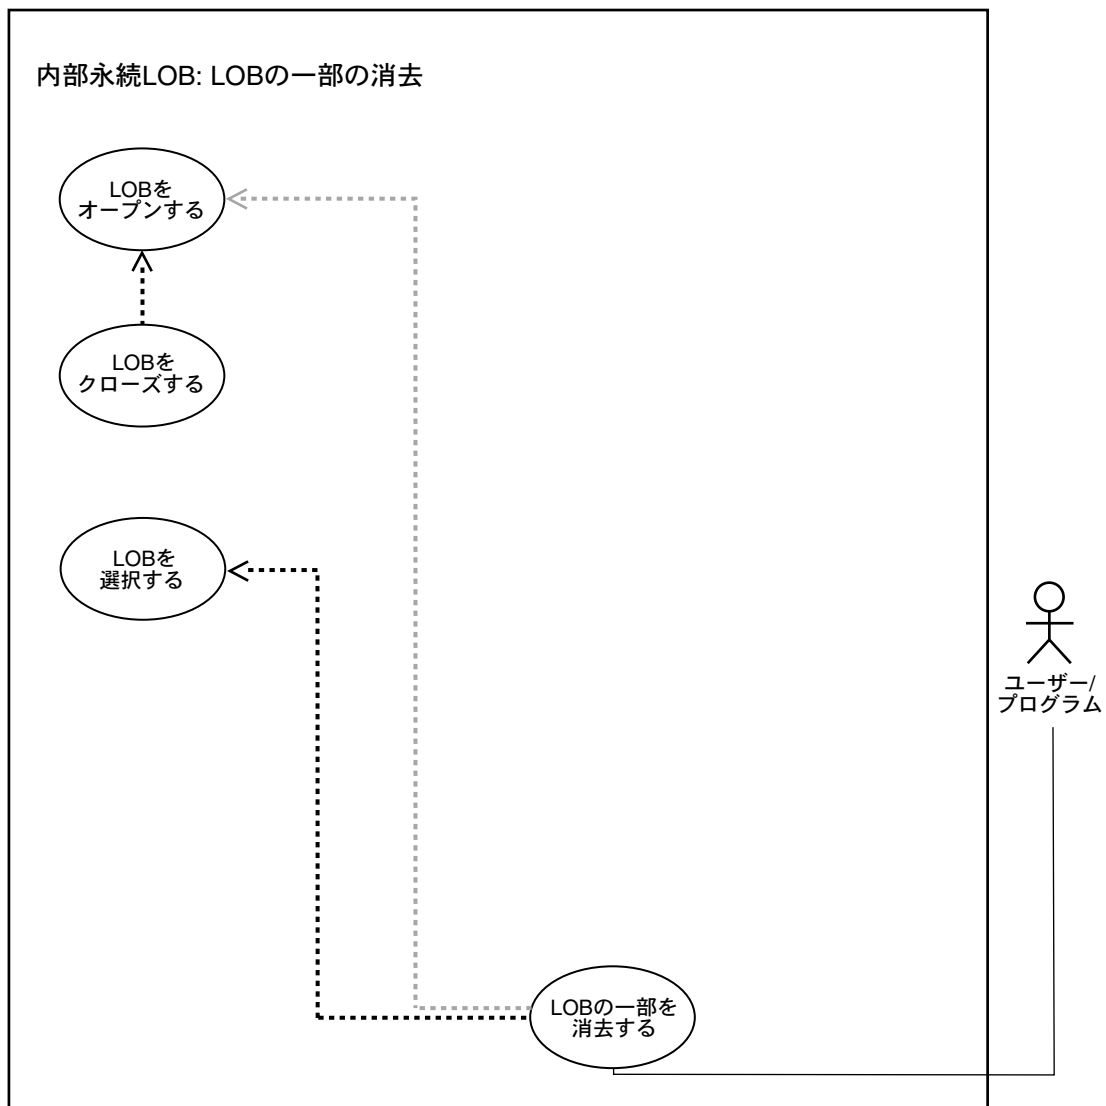 内部永続LOB: LOBの一部の消去
LOBを
オープンする
LOBを
クローズする
LOBを
選択する
ユーザー/
プログラム
LOBの一部を
消去する